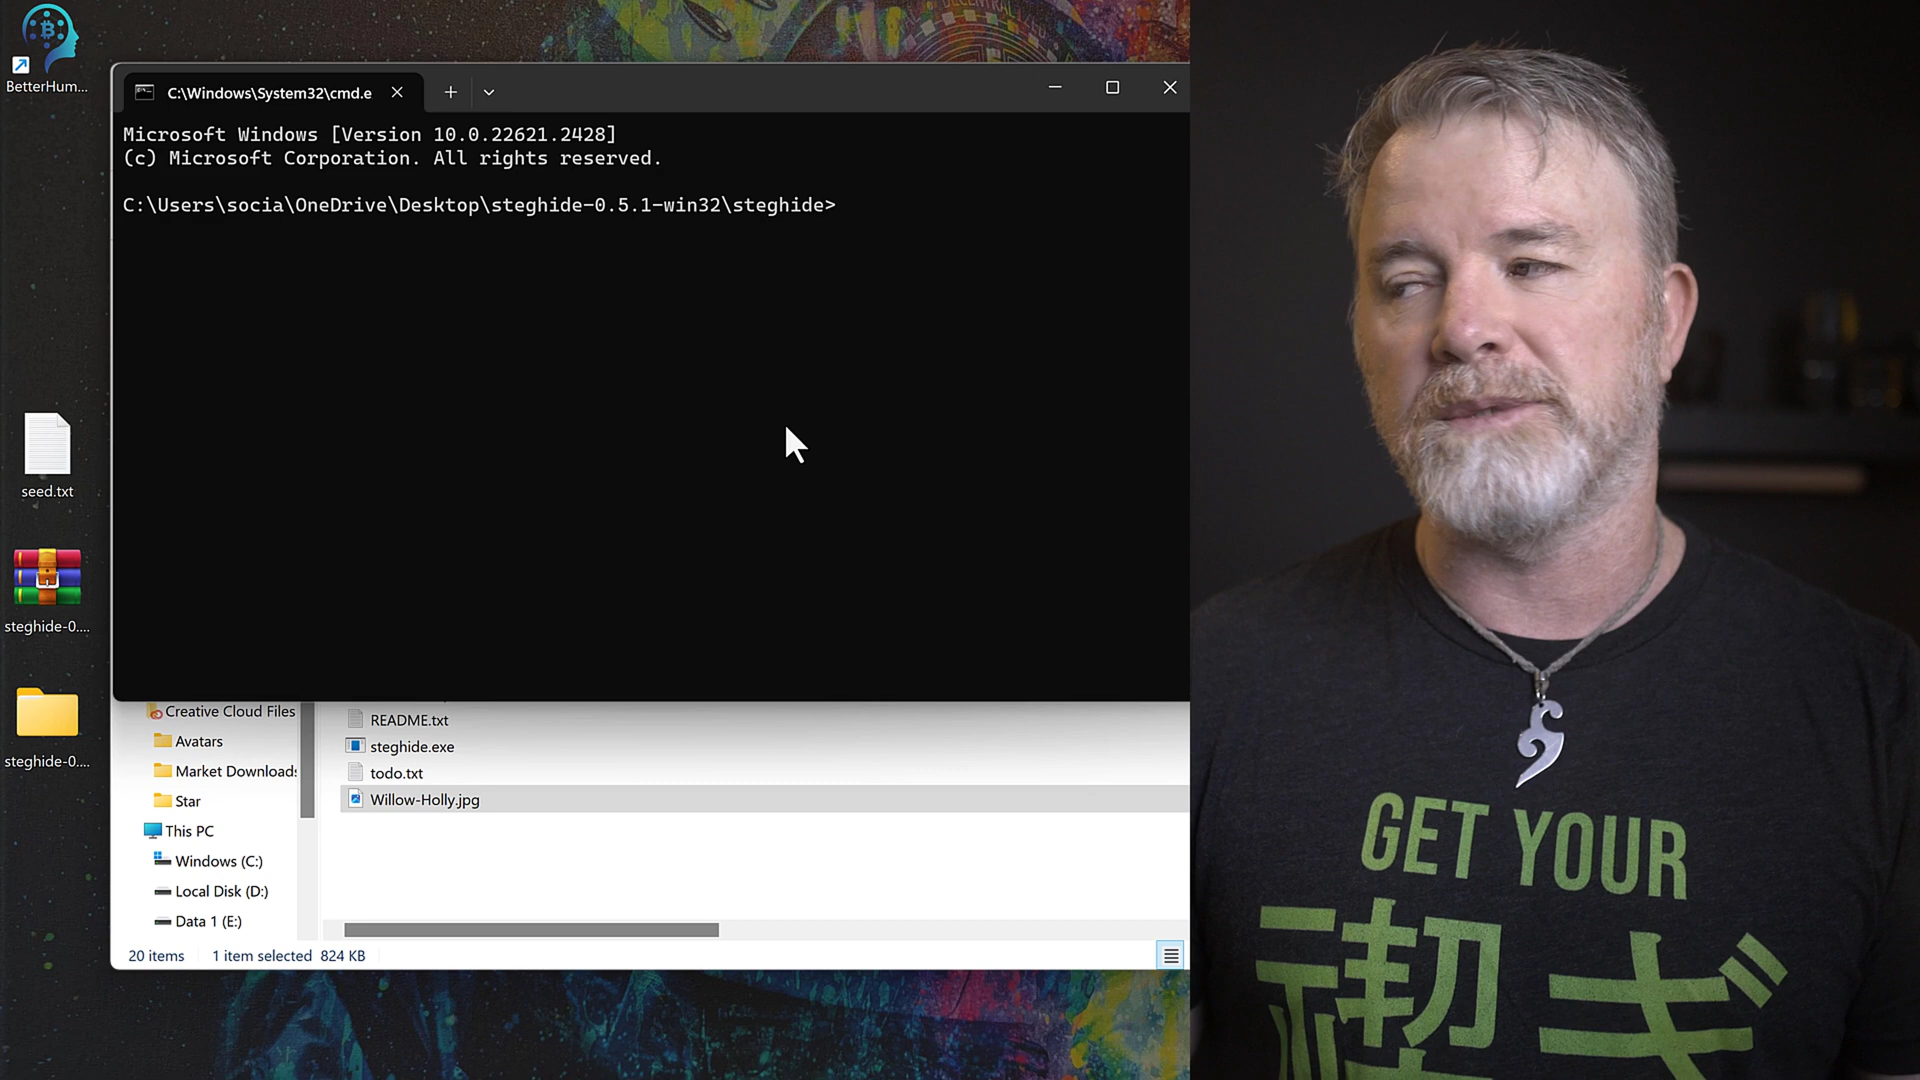 BetterHum...
C:\Windows\System32\cmd.e
Microsoft Windows [Version 10.0.22621.2428]
(c) Microsoft Corporation. All rights reserved.
C:\Users\socia\OneDrive\Desktop\steghide-0.5.1-win32\steghide>
seed.txt
steghide-0....
steghide-0....
Creative Cloud Files
Avatars
Market Downloads
Star
This PC
Windows (C:)
Local Disk (D:)
Data 1 (E:)
README.txt
steghide.exe
todo.txt
Willow-Holly.jpg
20 items
1 item selected 824 KB
GET YOUR